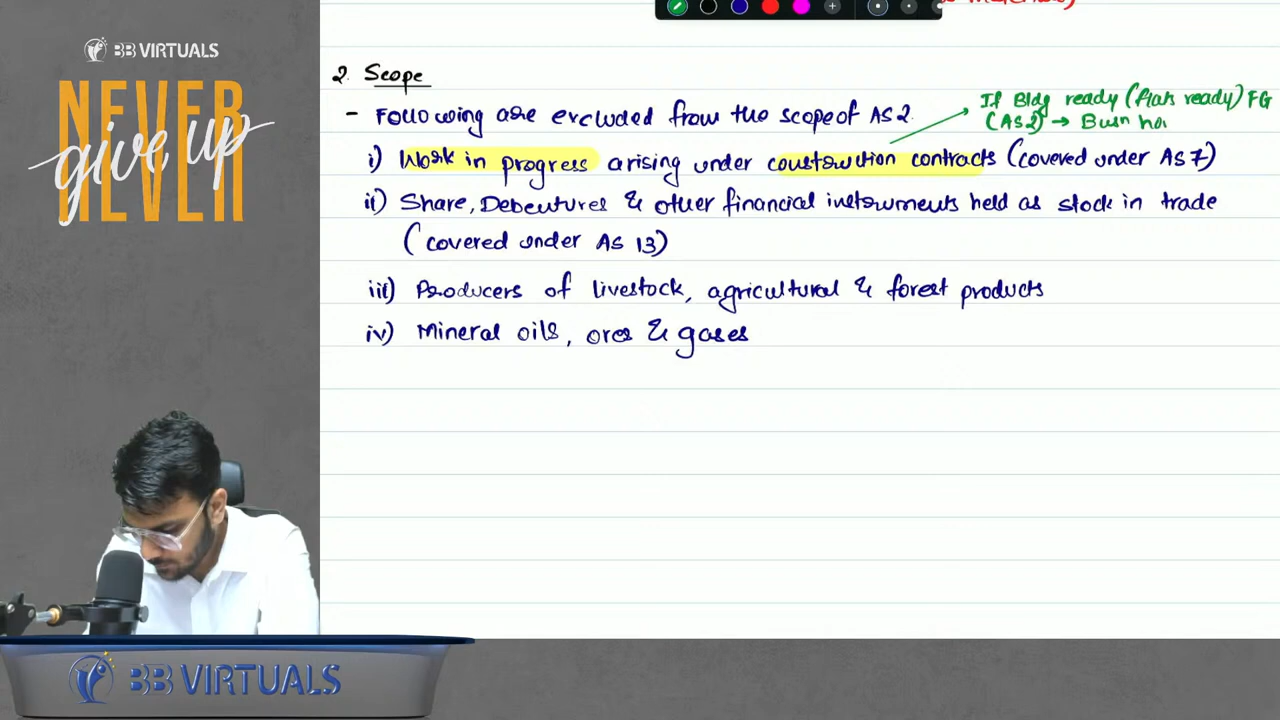 BB VIRTUALS
NEVER
give up
NEVER
2. Scope
- Following are excluded from the scope of AS 2.
If Bldg ready (flats ready) FG
(AS2) → Busn ho
i) Work in progress arising under construction contracts (covered under AS 7)
ii) Share, Debentures & other financial instruments held as stock in trade
(covered under AS 13)
iii) Producers of livestock, agricultural & forest products
iv) Mineral oils, ores & gases
BB VIRTUALS